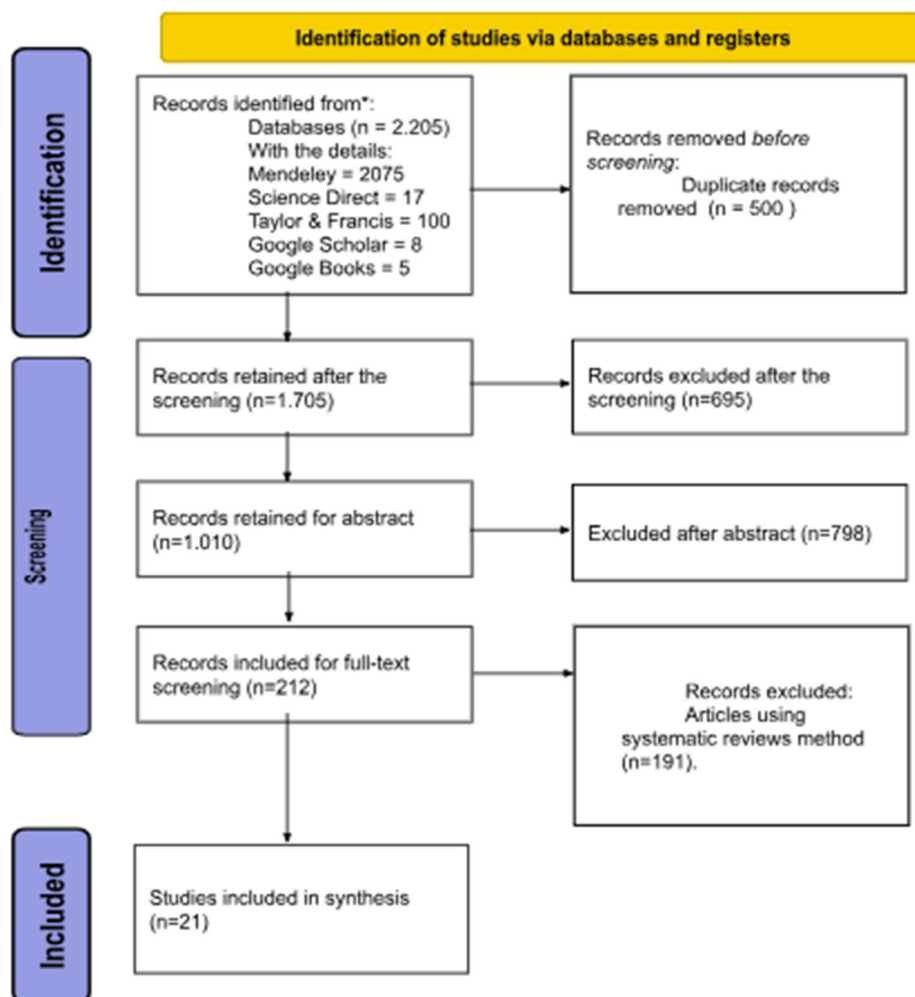 Identification of studies via databases and registers
Identification
Records identified from*:
Databases (n = 2.205)
With the details:
Mendeley = 2075
Science Direct = 17
Taylor & Francis = 100
Google Scholar = 8
Google Books = 5
Records removed before
screening:
Duplicate records
removed (n = 500 )
Screening
Records retained after the
screening (n=1.705)
Records excluded after the
screening (n=695)
Records retained for abstract
(n=1.010)
Excluded after abstract (n=798)
Records included for full-text
screening (n=212)
Records excluded:
Articles using
systematic reviews method
(n=191).
Included
Studies included in synthesis
(n=21)